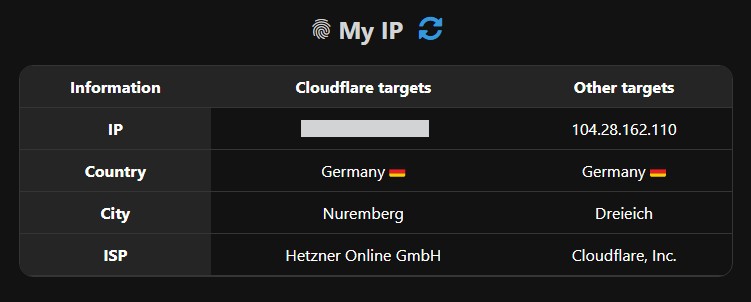 My IP
Information Cloudflare targets Other targets
IP 104.28.162.110
Country Germany Germany
City Nuremberg Dreieich
ISP Hetzner Online GmbH Cloudflare, Inc.